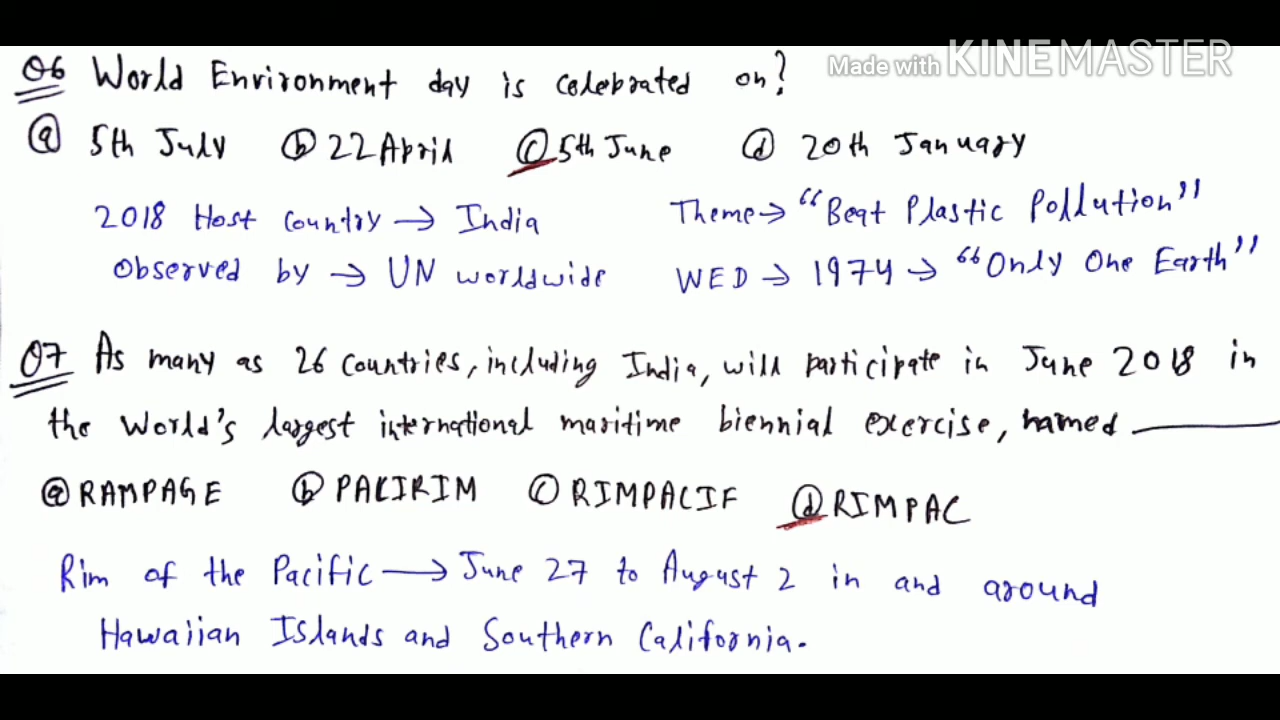 Made with KINEMASTER
Q6 World Environment day is celebrated on?
(a) 5th July (b) 22 April (c) 5th June (d) 20th January
2018 Host Country → India Theme → "Beat Plastic Pollution"
Observed by → UN worldwide WED → 1974 → "Only One Earth"
Q7 As many as 26 countries, including India, will participate in June 2018 in
the World's largest international maritime biennial exercise, named ______
(a) RAMPAGE (b) PACIRIM (c) RIMPACIF (d) RIMPAC
Rim of the Pacific → June 27 to August 2 in and around
Hawaiian Islands and Southern California.